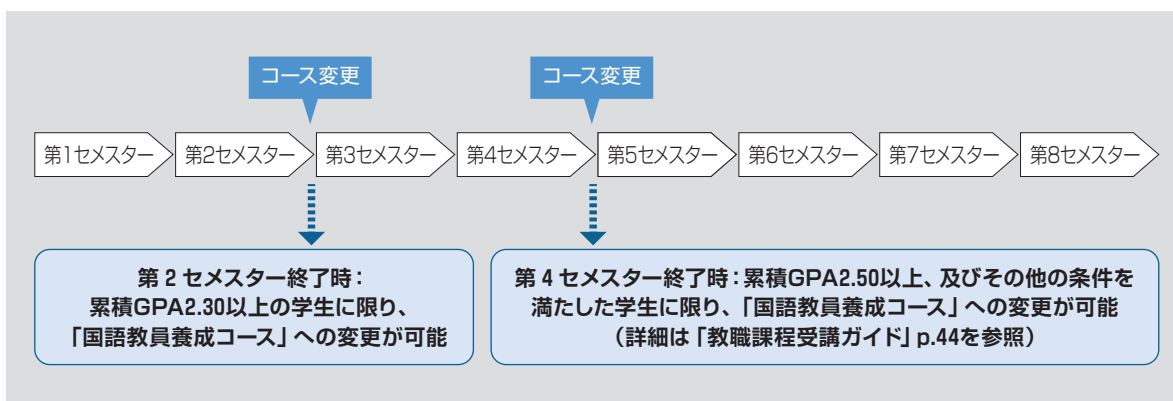 コース変更
コース変更
第1セメスター
第2セメスター
第3セメスター
第4セメスター
第5セメスター
第6セメスター
第7セメスター
第8セメスター
第 2 セメスター終了時：
累積GPA2.30以上の学生に限り、
「国語教員養成コース」への変更が可能
第 4 セメスター終了時：累積GPA2.50以上、及びその他の条件を
満たした学生に限り、「国語教員養成コース」への変更が可能
（詳細は「教職課程受講ガイド」p.44を参照）